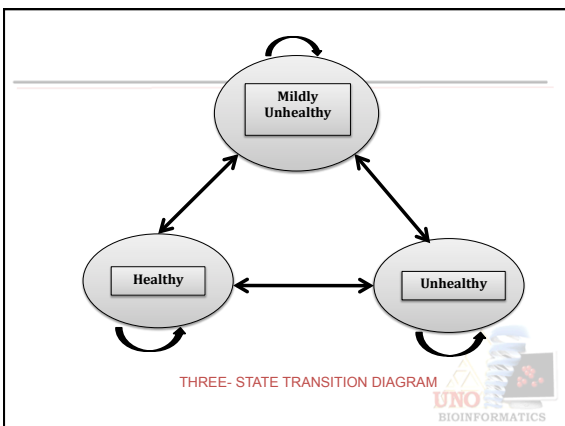 Mildly
Unhealthy
Healthy
Unhealthy
THREE- STATE TRANSITION DIAGRAM
UNO
BIOINFORMATICS